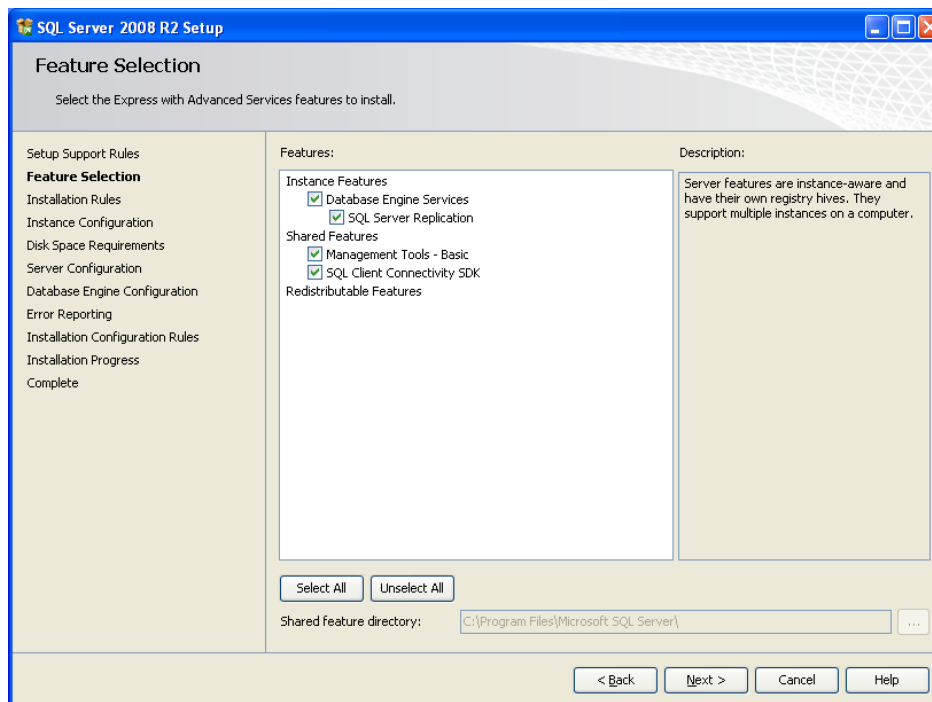 SQL Server 2008 R2 Setup
Feature Selection
Select the Express with Advanced Services features to install.
Setup Support Rules
Feature Selection
Installation Rules
Instance Configuration
Disk Space Requirements
Server Configuration
Database Engine Configuration
Error Reporting
Installation Configuration Rules
Installation Progress
Complete
Features:
Instance Features
Database Engine Services
SQL Server Replication
Shared Features
Management Tools - Basic
SQL Client Connectivity SDK
Redistributable Features
Description:
Server features are instance-aware and
have their own registry hives. They
support multiple instances on a computer.
Select All
Unselect All
Shared feature directory:
C:\Program Files\Microsoft SQL Server\
...
< Back
Next >
Cancel
Help